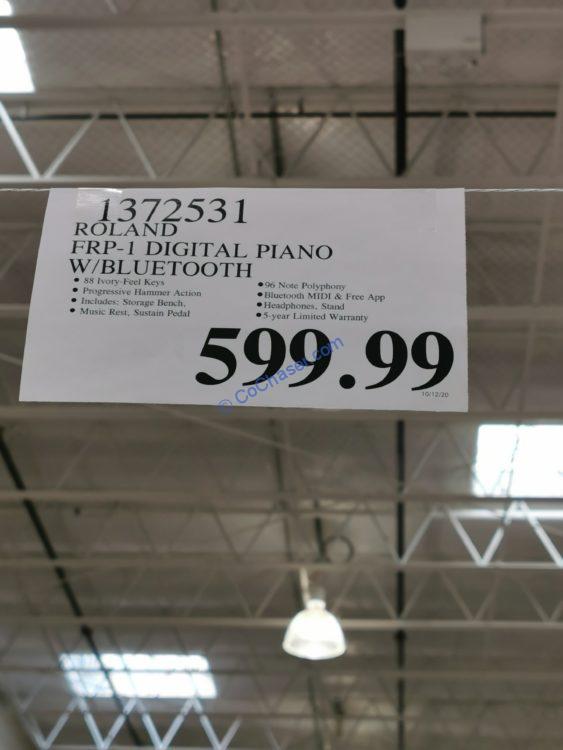 1372531
ROLAND
FRP-1 DIGITAL PIANO
W/BLUETOOTH
• 88 Ivory-Feel Keys
• Progressive Hammer Action
• Includes: Storage Bench,
• Music Rest, Sustain Pedal
• 96 Note Polyphony
• Bluetooth MIDI & Free App
• Headphones, Stand
• 5-year Limited Warranty
599.99
© CoChaser.com
10/12/20